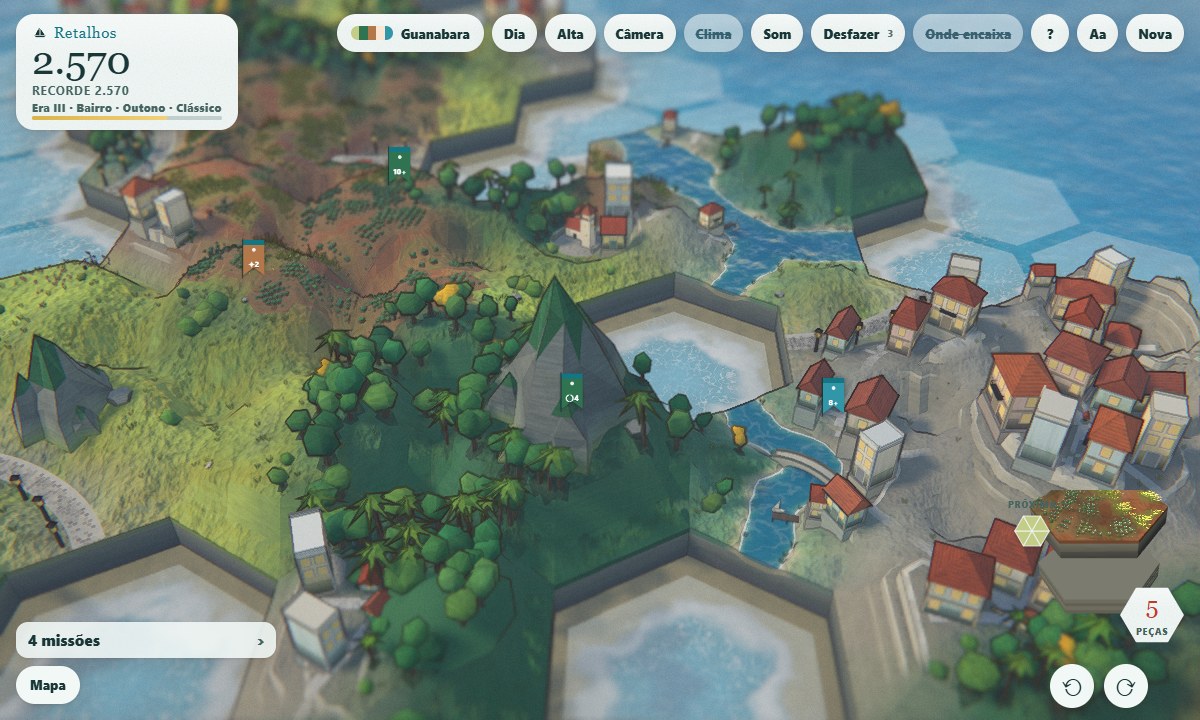 Retalhos
2.570
RECORDE 2.570
Era III · Bairro · Outono · Clássico
Guanabara
Dia
Alta
Câmera
Clima
Som
Desfazer 3
Onde encaixa
?
Aa
Nova
10+
+2
4
8+
5
PEÇAS
4 missões
Mapa